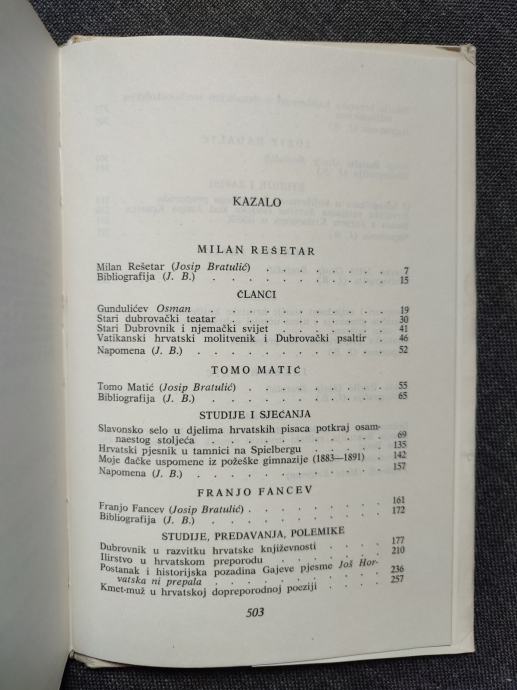 KAZALO
MILAN REŠETAR
Milan Rešetar (Josip Bratulić) . . . . . . . . 7
Bibliografija (J. B.) . . . . . . . . . . 15
ČLANCI
Gundulićev Osman . . . . . . . . . . 19
Stari dubrovački teatar . . . . . . . . . 30
Stari Dubrovnik i njemački svijet . . . . . . . 41
Vatikanski hrvatski molitvenik i Dubrovački psaltir . . 46
Napomena (J. B.) . . . . . . . . . . 52
TOMO MATIĆ
Tomo Matić (Josip Bratulić) . . . . . . . . 55
Bibliografija (J. B.) . . . . . . . . . . 65
STUDIJE I SJEĆANJA
Slavonsko selo u djelima hrvatskih pisaca potkraj osam-
naestog stoljeća . . . . . . . . . . 69
Hrvatski pjesnik u tamnici na Spielbergu . . . . . 135
Moje đačke uspomene iz požeške gimnazije (1883—1891) . 142
Napomena (J. B.) . . . . . . . . . . 157
FRANJO FANCEV
Franjo Fancev (Josip Bratulić) . . . . . . . 161
Bibliografija (J. B.) . . . . . . . . . . 172
STUDIJE, PREDAVANJA, POLEMIKE
Dubrovnik u razvitku hrvatske književnosti . . . . 177
Ilirstvo u hrvatskom preporodu . . . . . . . 210
Postanak i historijska pozadina Gajeve pjesme Još Hor-
vatska ni propala . . . . . . . . . . 236
Kmet-muž u hrvatskoj dopreporodnoj poeziji . . . . 257
503